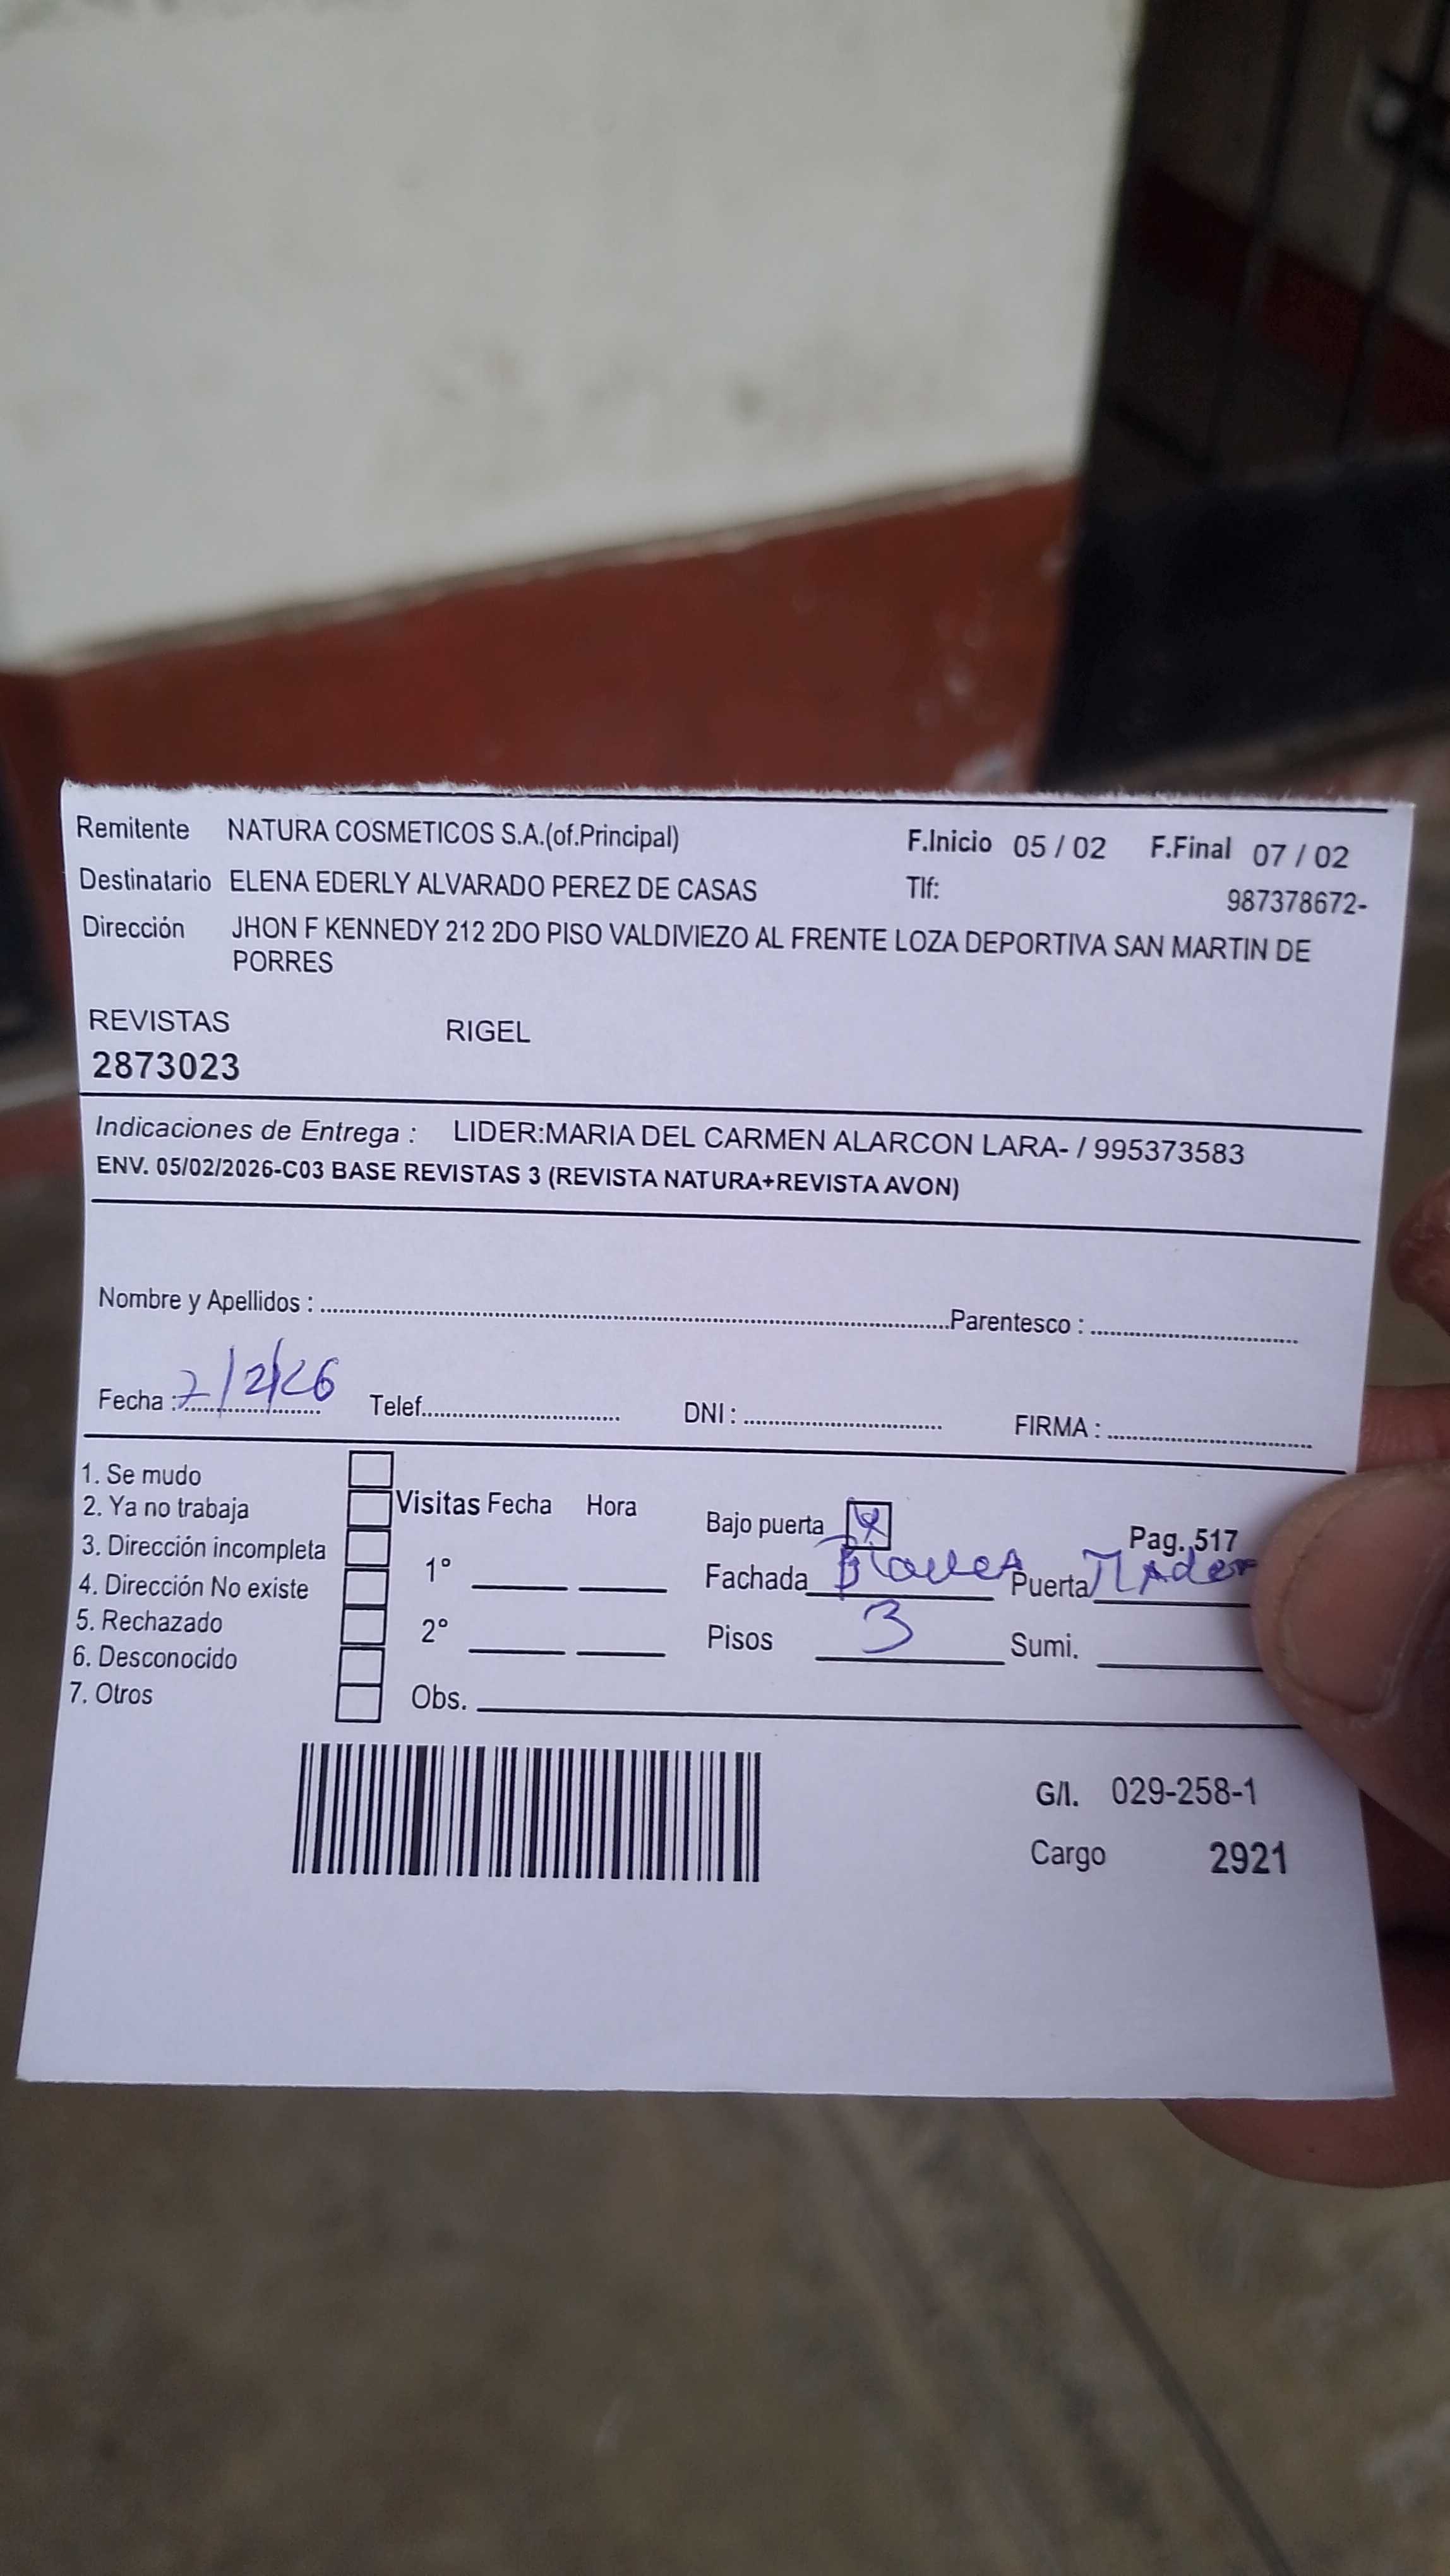 Remitente NATURA COSMETICOS S.A.(of.Principal) F.Inicio 05 / 02 F.Final 07 / 02
Destinatario ELENA EDERLY ALVARADO PEREZ DE CASAS Tlf: 987378672-
Dirección JHON F KENNEDY 212 2DO PISO VALDIVIEZO AL FRENTE LOZA DEPORTIVA SAN MARTIN DE
PORRES
REVISTAS RIGEL
2873023
Indicaciones de Entrega : LIDER:MARIA DEL CARMEN ALARCON LARA- / 995373583
ENV. 05/02/2026-C03 BASE REVISTAS 3 (REVISTA NATURA+REVISTA AVON)
Nombre y Apellidos : Parentesco :
Fecha : 7/2/26 Telef. DNI : FIRMA :
1. Se mudo
2. Ya no trabaja
3. Dirección incompleta
4. Dirección No existe
5. Rechazado
6. Desconocido
7. Otros
Visitas Fecha Hora
1°
2°
Obs.
Bajo puerta Pag. 517
Fachada Puerta
Pisos 3 Sumi.
G/I. 029-258-1
Cargo 2921